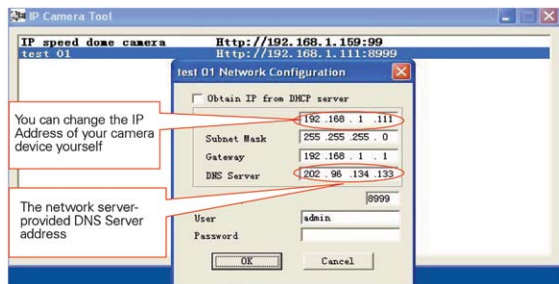 IP Camera Tool
IP speed dome camera Http://192.168.1.159:99
test 01 Http://192.168.1.111:8999
test 01 Network Configuration
Obtain IP from DHCP server
192 .168 . 1 .111
You can change the IP
Address of your camera
device yourself
Subnet Mask 255 .255 .255 . 0
Gateway 192 .168 . 1 . 1
DNS Server 202 . 96 .134 .133
The network server-
provided DNS Server
address
8999
User admin
Password
OK Cancel